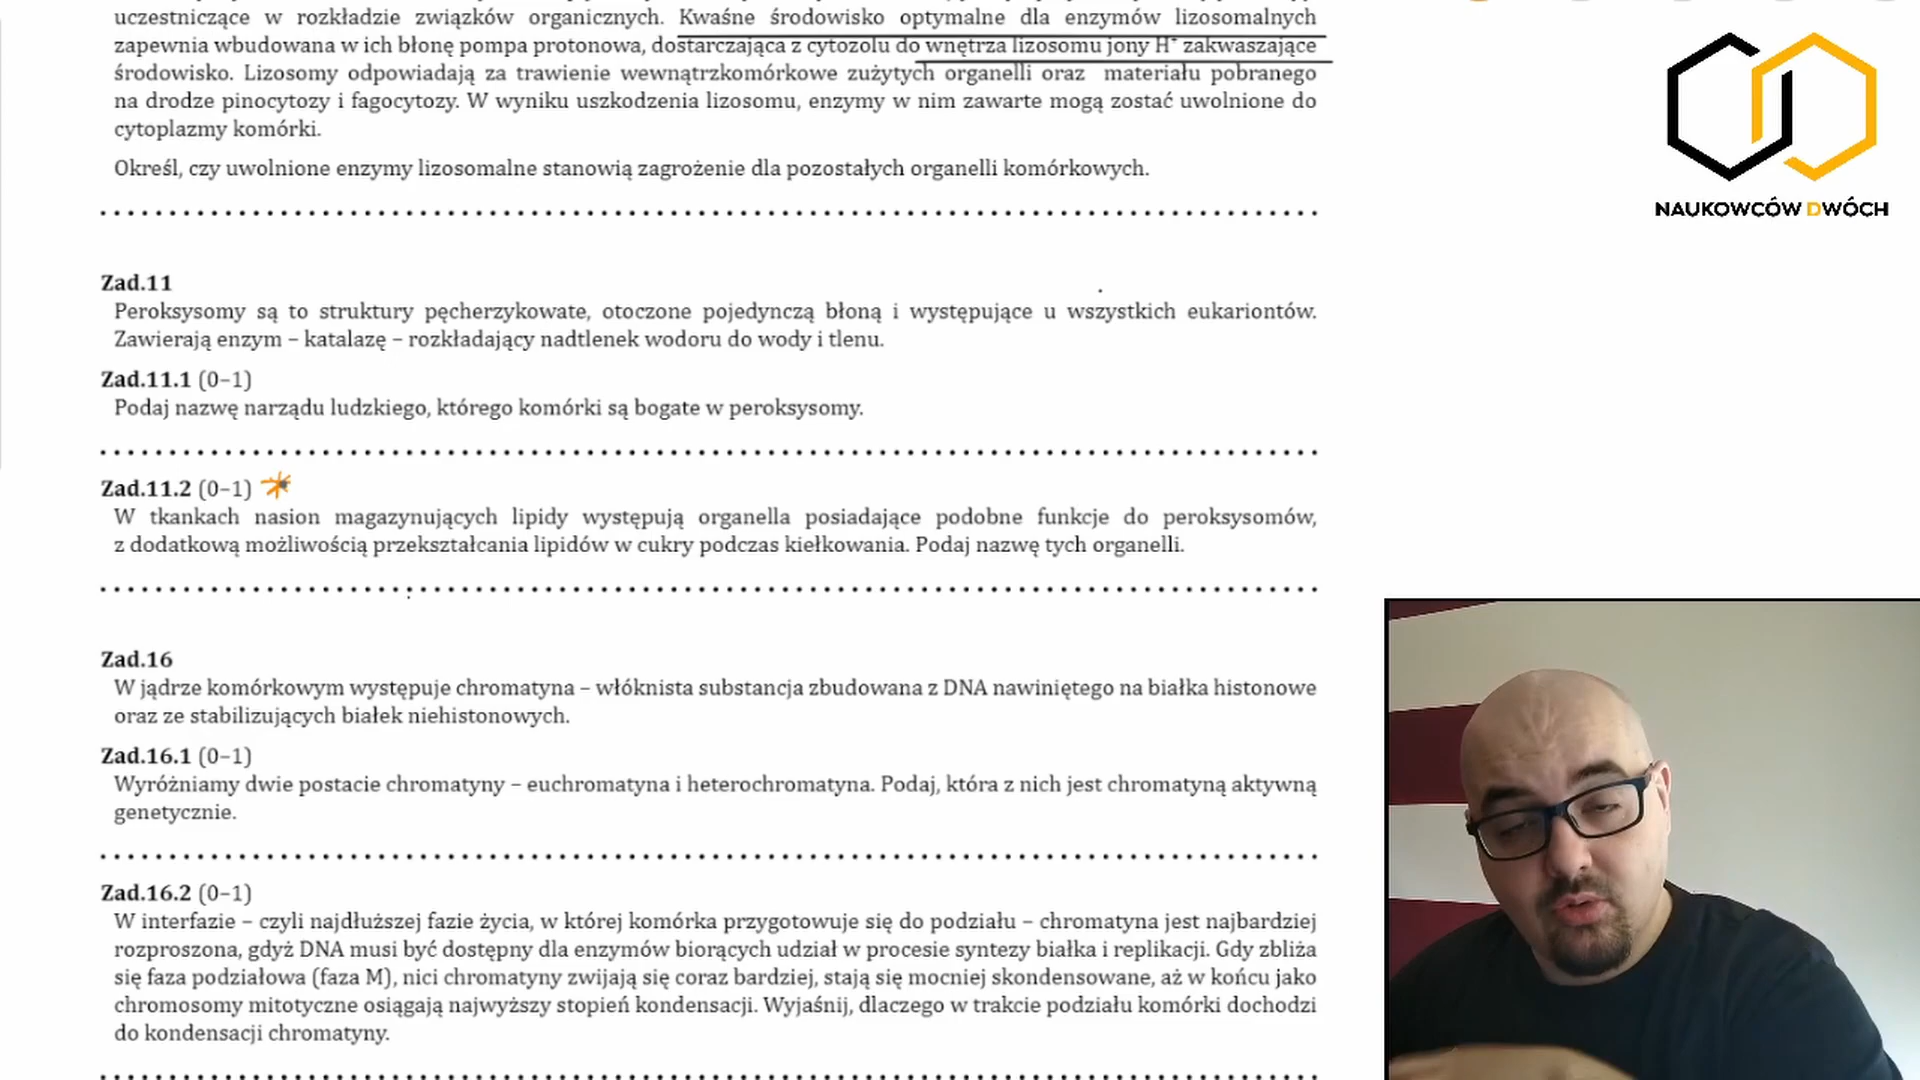 uczestniczące w rozkładzie związków organicznych. Kwaśne środowisko optymalne dla enzymów lizosomalnych
zapewnia wbudowana w ich błonę pompa protonowa, dostarczająca z cytozolu do wnętrza lizosomu jony H⁺ zakwaszające
środowisko. Lizosomy odpowiadają za trawienie wewnątrzkomórkowe zużytych organelli oraz materiału pobranego
na drodze pinocytozy i fagocytozy. W wyniku uszkodzenia lizosomu, enzymy w nim zawarte mogą zostać uwolnione do
cytoplazmy komórki.
Określ, czy uwolnione enzymy lizosomalne stanowią zagrożenie dla pozostałych organelli komórkowych.
NAUKOWCÓW DWÓCH
Zad.11
Peroksysomy są to struktury pęcherzykowate, otoczone pojedynczą błoną i występujące u wszystkich eukariontów.
Zawierają enzym – katalazę – rozkładający nadtlenek wodoru do wody i tlenu.
Zad.11.1 (0–1)
Podaj nazwę narządu ludzkiego, którego komórki są bogate w peroksysomy.
Zad.11.2 (0–1)
W tkankach nasion magazynujących lipidy występują organella posiadające podobne funkcje do peroksysomów,
z dodatkową możliwością przekształcania lipidów w cukry podczas kiełkowania. Podaj nazwę tych organelli.
Zad.16
W jądrze komórkowym występuje chromatyna – włóknista substancja zbudowana z DNA nawiniętego na białka histonowe
oraz ze stabilizujących białek niehistonowych.
Zad.16.1 (0–1)
Wyróżniamy dwie postacie chromatyny – euchromatyna i heterochromatyna. Podaj, która z nich jest chromatyną aktywną
genetycznie.
Zad.16.2 (0–1)
W interfazie – czyli najdłuższej fazie życia, w której komórka przygotowuje się do podziału – chromatyna jest najbardziej
rozproszona, gdyż DNA musi być dostępny dla enzymów biorących udział w procesie syntezy białka i replikacji. Gdy zbliża
się faza podziałowa (faza M), nici chromatyny zwijają się coraz bardziej, stają się mocniej skondensowane, aż w końcu jako
chromosomy mitotyczne osiągają najwyższy stopień kondensacji. Wyjaśnij, dlaczego w trakcie podziału komórki dochodzi
do kondensacji chromatyny.